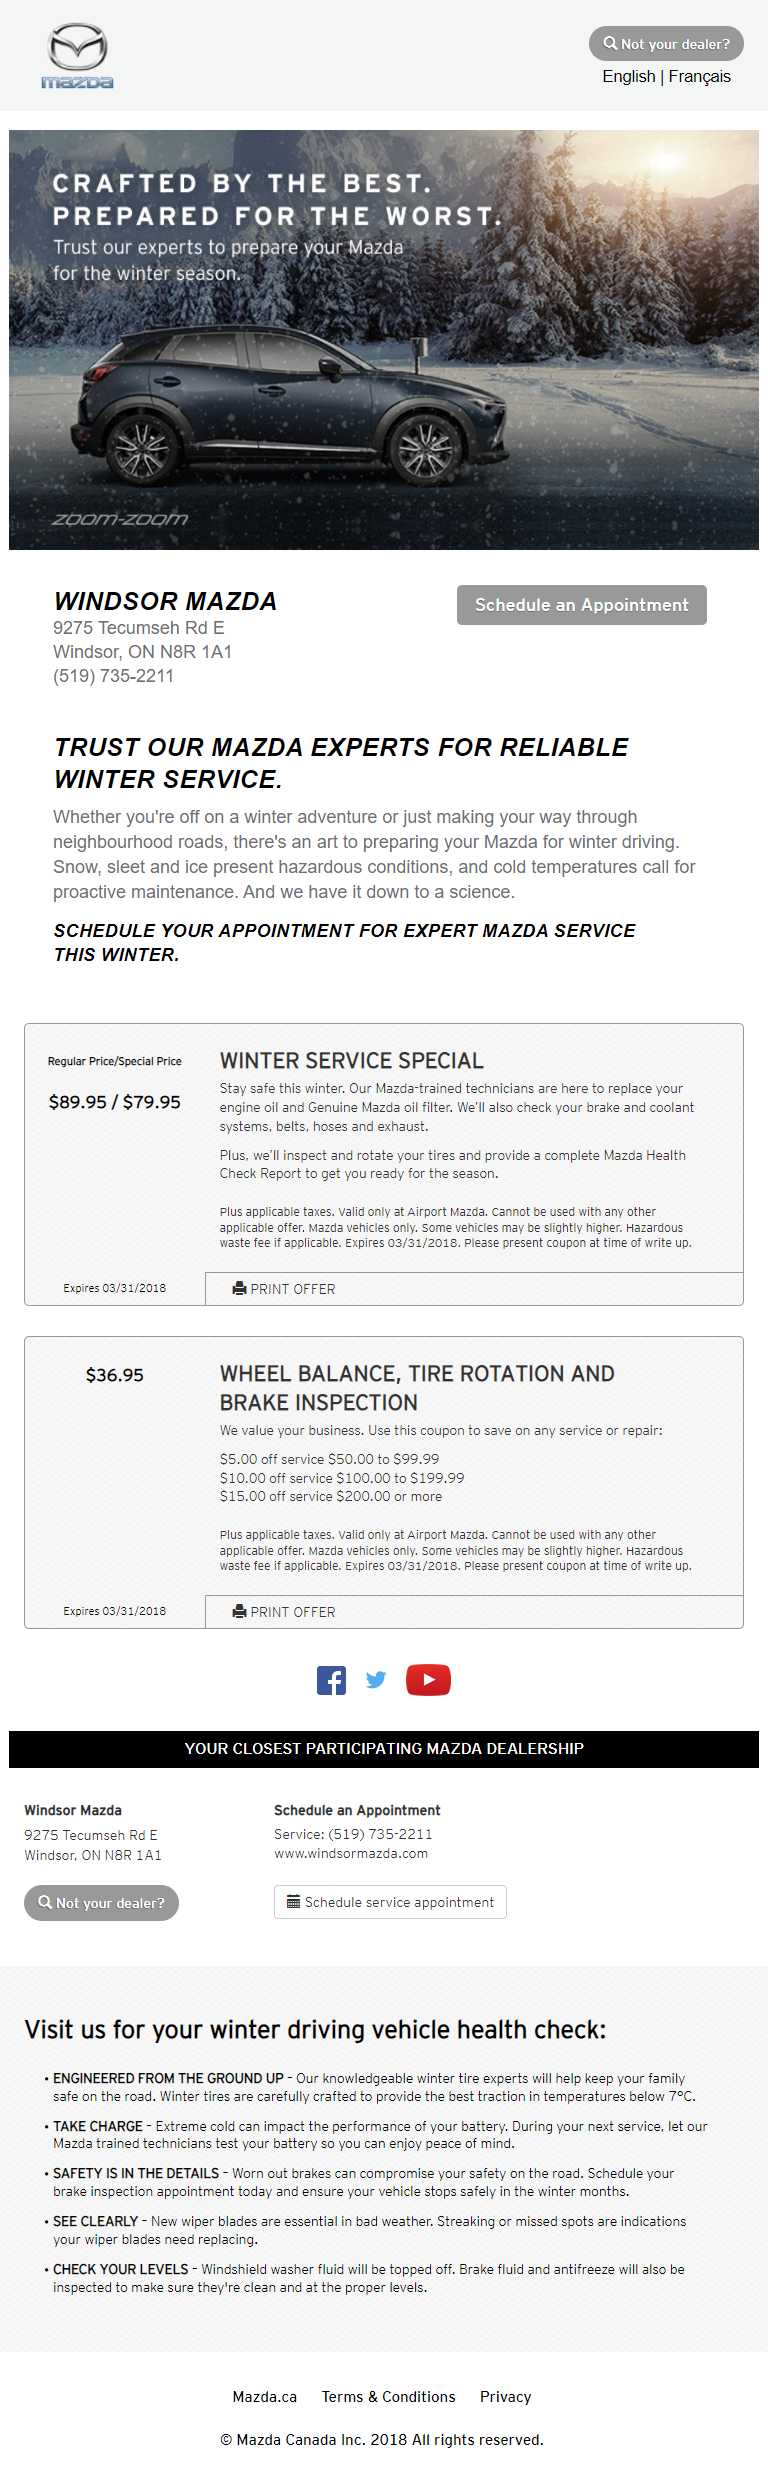 mazda
Not your dealer?
English | Français
CRAFTED BY THE BEST.
PREPARED FOR THE WORST.
Trust our experts to prepare your Mazda
for the winter season.
zoom-zoom
WINDSOR MAZDA
Schedule an Appointment
9275 Tecumseh Rd E
Windsor, ON N8R 1A1
(519) 735-2211
TRUST OUR MAZDA EXPERTS FOR RELIABLE
WINTER SERVICE.
Whether you're off on a winter adventure or just making your way through
neighbourhood roads, there's an art to preparing your Mazda for winter driving.
Snow, sleet and ice present hazardous conditions, and cold temperatures call for
proactive maintenance. And we have it down to a science.
SCHEDULE YOUR APPOINTMENT FOR EXPERT MAZDA SERVICE
THIS WINTER.
Regular Price/Special Price
$89.95 / $79.95
WINTER SERVICE SPECIAL
Stay safe this winter. Our Mazda-trained technicians are here to replace your
engine oil and Genuine Mazda oil filter. We'll also check your brake and coolant
systems, belts, hoses and exhaust.
Plus, we'll inspect and rotate your tires and provide a complete Mazda Health
Check Report to get you ready for the season.
Plus applicable taxes. Valid only at Airport Mazda. Cannot be used with any other
applicable offer. Mazda vehicles only. Some vehicles may be slightly higher. Hazardous
waste fee if applicable. Expires 03/31/2018. Please present coupon at time of write up.
Expires 03/31/2018
PRINT OFFER
$36.95
WHEEL BALANCE, TIRE ROTATION AND
BRAKE INSPECTION
We value your business. Use this coupon to save on any service or repair:
$5.00 off service $50.00 to $99.99
$10.00 off service $100.00 to $199.99
$15.00 off service $200.00 or more
Plus applicable taxes. Valid only at Airport Mazda. Cannot be used with any other
applicable offer. Mazda vehicles only. Some vehicles may be slightly higher. Hazardous
waste fee if applicable. Expires 03/31/2018. Please present coupon at time of write up.
Expires 03/31/2018
PRINT OFFER
YOUR CLOSEST PARTICIPATING MAZDA DEALERSHIP
Windsor Mazda
9275 Tecumseh Rd E
Windsor, ON N8R 1A1
Not your dealer?
Schedule an Appointment
Service: (519) 735-2211
www.windsormazda.com
Schedule service appointment
Visit us for your winter driving vehicle health check:
• ENGINEERED FROM THE GROUND UP – Our knowledgeable winter tire experts will help keep your family
safe on the road. Winter tires are carefully crafted to provide the best traction in temperatures below 7°C.
• TAKE CHARGE – Extreme cold can impact the performance of your battery. During your next service, let our
Mazda trained technicians test your battery so you can enjoy peace of mind.
• SAFETY IS IN THE DETAILS – Worn out brakes can compromise your safety on the road. Schedule your
brake inspection appointment today and ensure your vehicle stops safely in the winter months.
• SEE CLEARLY – New wiper blades are essential in bad weather. Streaking or missed spots are indications
your wiper blades need replacing.
• CHECK YOUR LEVELS – Windshield washer fluid will be topped off. Brake fluid and antifreeze will also be
inspected to make sure they're clean and at the proper levels.
Mazda.ca Terms & Conditions Privacy
© Mazda Canada Inc. 2018 All rights reserved.